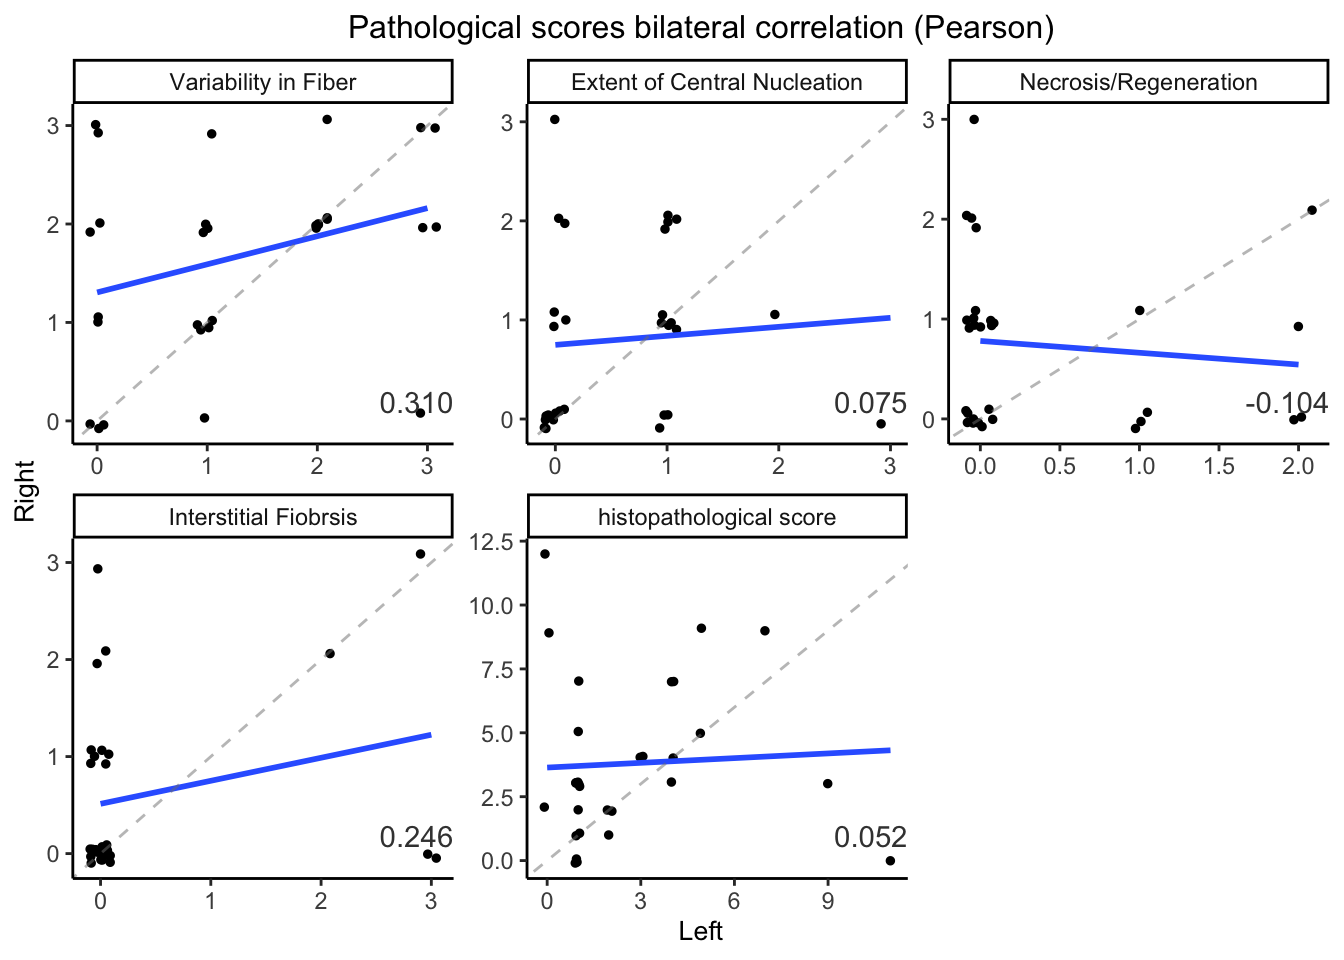 Pathological scores bilateral correlation (Pearson)
Variability in Fiber
Extent of Central Nucleation
Necrosis/Regeneration
3
2
1
0
0.310
0 1 2 3
3
2
1
0
0.075
0 1 2 3
3
2
1
0
-0.104
0.0 0.5 1.0 1.5 2.0
Right
Interstitial Fiobrsis
histopathological score
3
2
1
0
0.246
0 1 2 3
12.5
10.0
7.5
5.0
2.5
0.0
0.052
0 3 6 9
Left